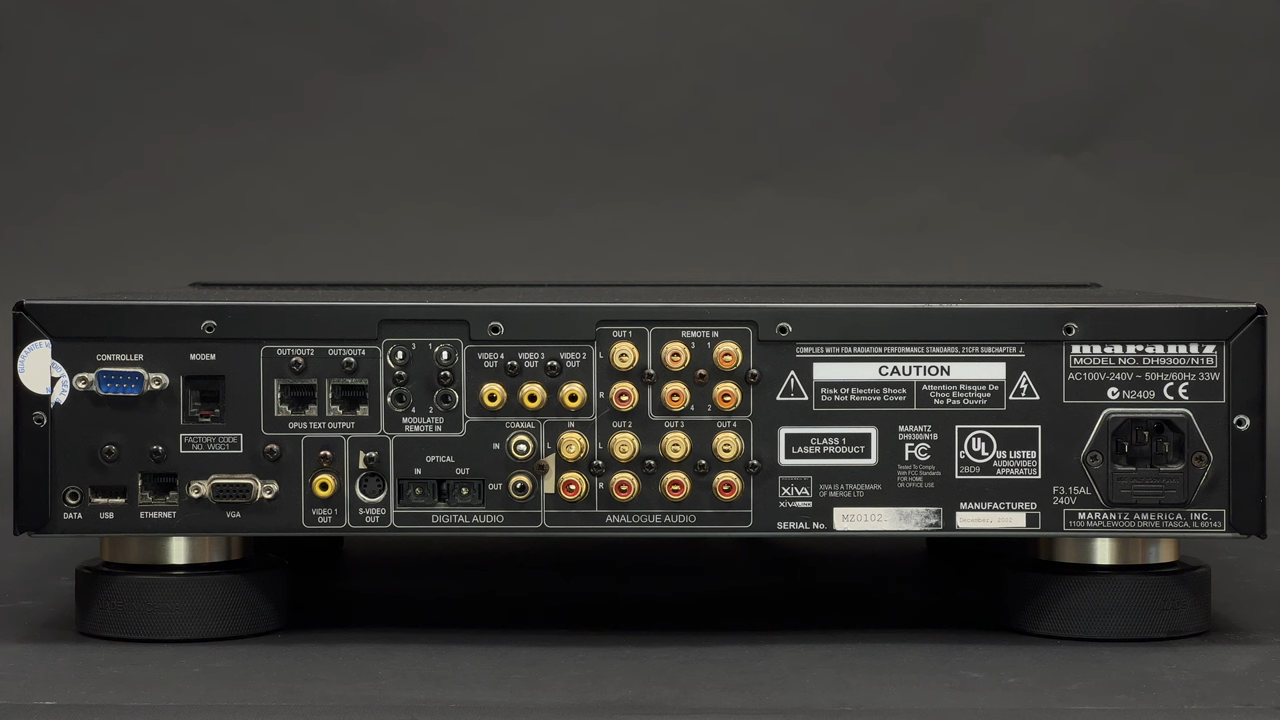 CONTROLLER
MODEM
FACTORY CODE
NO. WGC1
DATA
USB
ETHERNET
VGA
OUT1/OUT2
OUT3/OUT4
OPUS TEXT OUTPUT
3
1
4
2
MODULATED
REMOTE IN
VIDEO 4
OUT
VIDEO 3
OUT
VIDEO 2
OUT
VIDEO 1
OUT
S-VIDEO
OUT
OPTICAL
IN
OUT
COAXIAL
IN
OUT
DIGITAL AUDIO
OUT 1
L
R
REMOTE IN
3
1
4
2
IN
L
R
OUT 2
OUT 3
OUT 4
L
R
ANALOGUE AUDIO
COMPLIES WITH FDA RADIATION PERFORMANCE STANDARDS, 21CFR SUBCHAPTER J.
CAUTION
Risk Of Electric Shock
Do Not Remove Cover
Attention Risque De
Choc Electrique
Ne Pas Ouvrir
CLASS 1
LASER PRODUCT
XiVA
XIVALINK
XIVA IS A TRADEMARK
OF IMERGE LTD
MARANTZ
DH9300/N1B
FC
Tested To Comply
With FCC Standards
FOR HOME
OR OFFICE USE
C UL US LISTED
2BD9
AUDIO/VIDEO
APPARATUS
SERIAL No.
MZ0102
MANUFACTURED
December, 2002
marantz
MODEL NO. DH9300/N1B
AC100V-240V ~ 50Hz/60Hz 33W
N2409 CE
F3.15AL
240V
MARANTZ AMERICA, INC.
1100 MAPLEWOOD DRIVE ITASCA, IL 60143